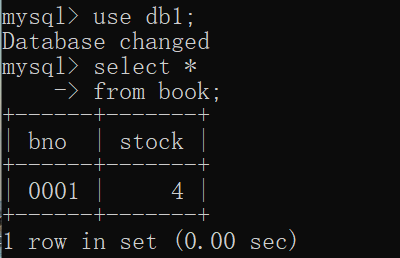 mysql> use db1;
Database changed
mysql> select *
    -> from book;
+------+-------+
| bno  | stock |
+------+-------+
| 0001 |     4 |
+------+-------+
1 row in set (0.00 sec)